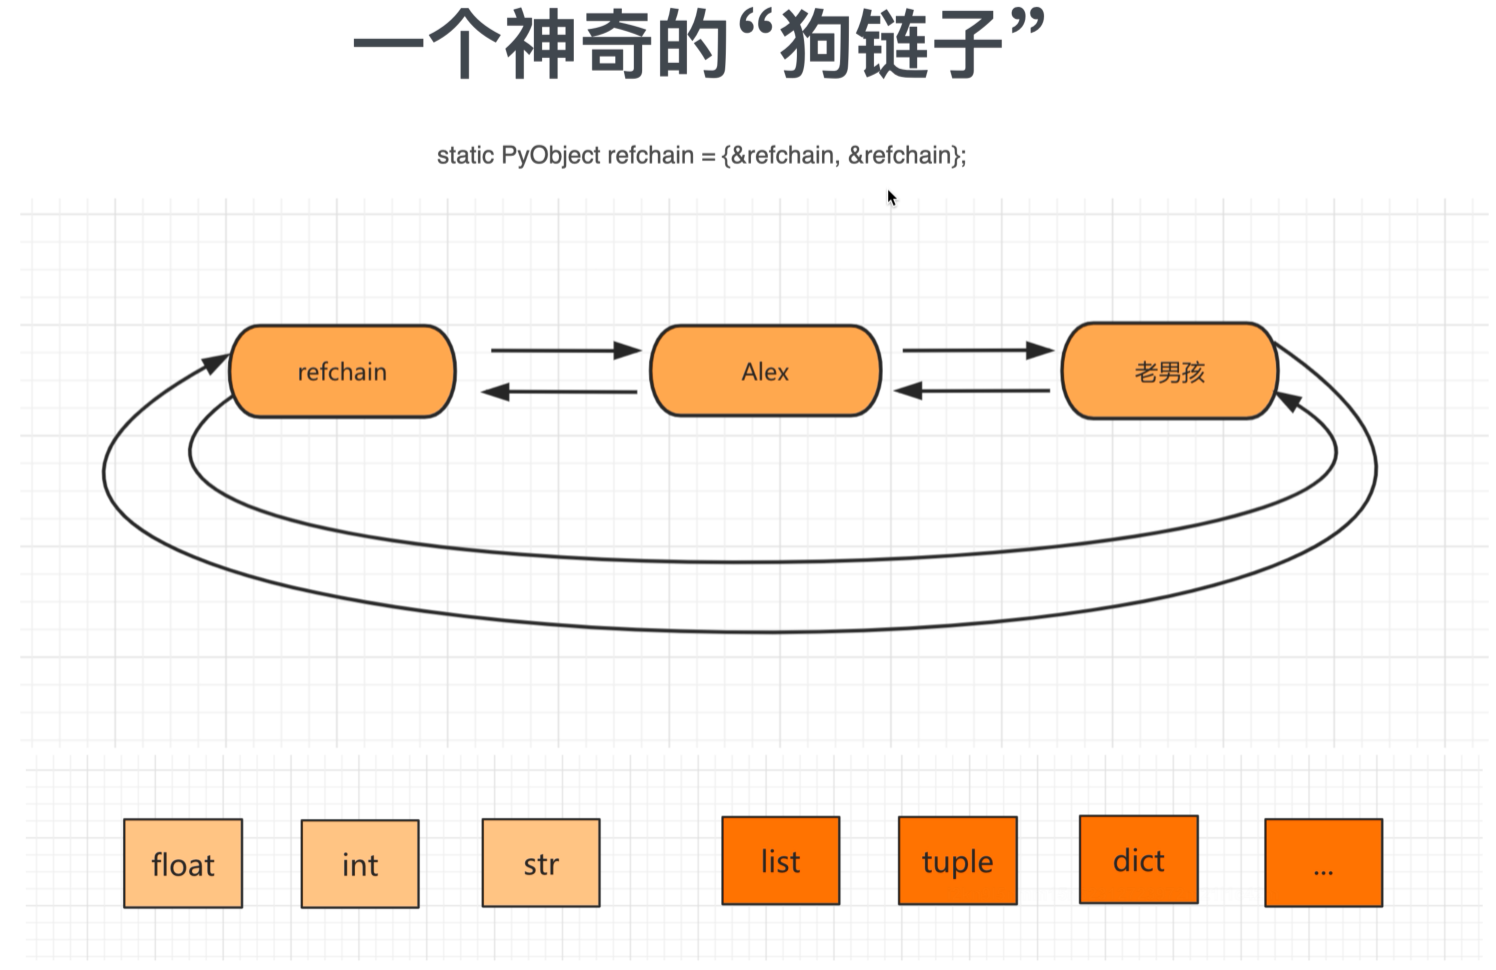 一个神奇的“狗链子”
static PyObject refchain = {&refchain, &refchain};
refchain
Alex
老男孩
float
int
str
list
tuple
dict
...